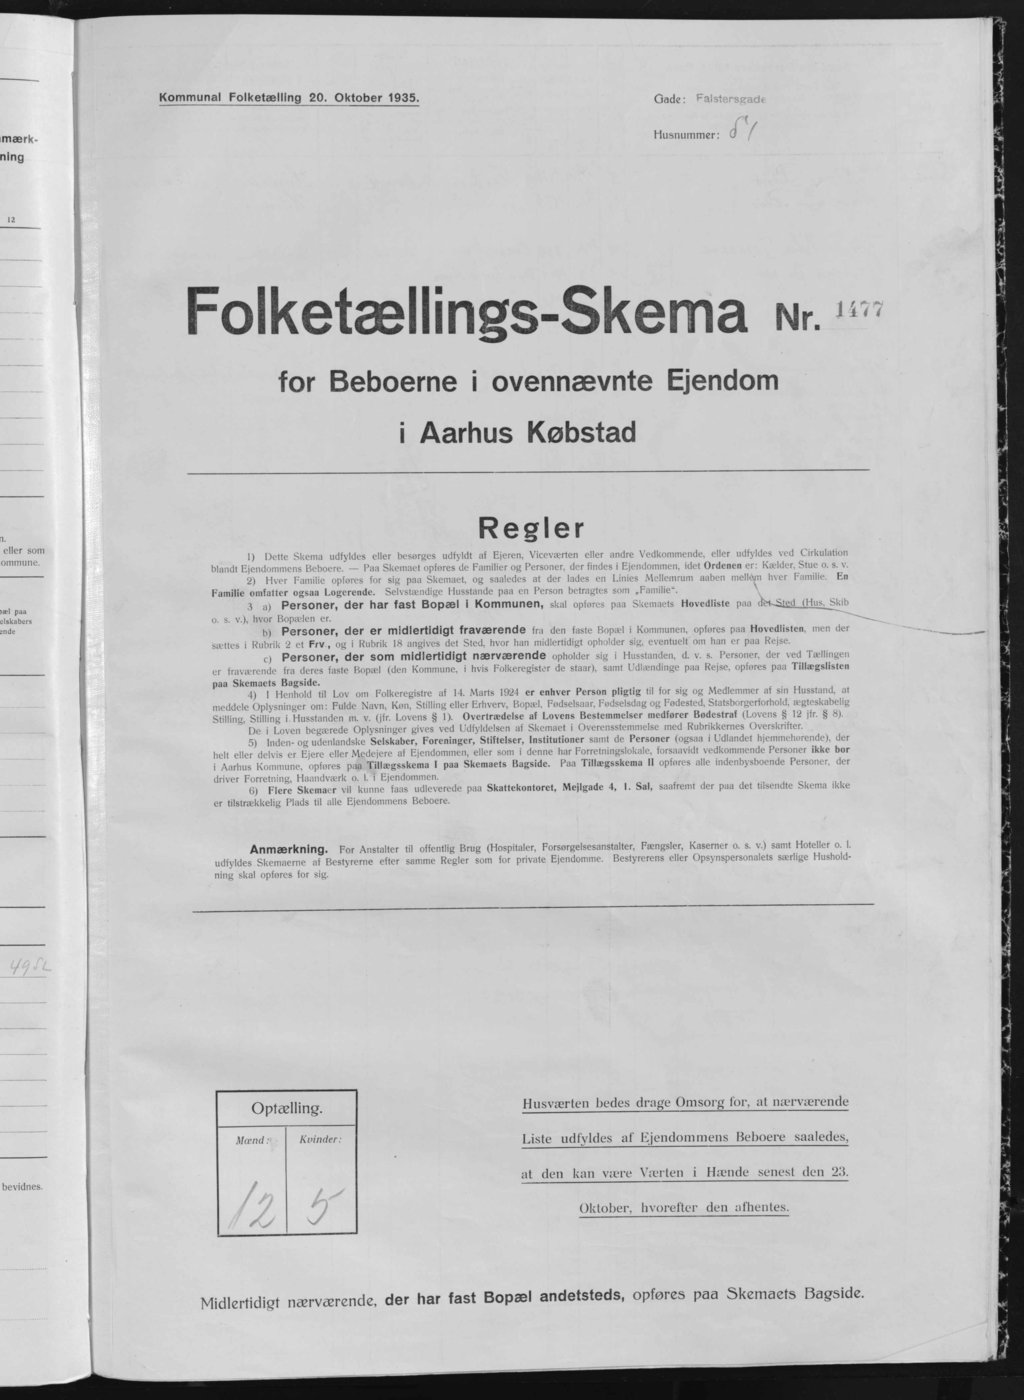 Kommunal Folketælling 20. Oktober 1935.
Gade: Falstersgade
Husnummer:
mærk-
ning
12
Folketællings-Skema Nr. 1477
for Beboerne i ovennævnte Ejendom
i Aarhus Købstad
Regler
1) Dette Skema udfyldes eller besørges udfyldt af Ejeren, Viceværten eller andre Vedkommende, eller udfyldes ved Cirkulation
blandt Ejendommens Beboere. — Paa Skemaet opføres de Familier og Personer, der findes i Ejendommen, idet Ordenen er: Kælder, Stue o. s. v.
2) Hver Familie opføres for sig paa Skemaet, og saaledes at der lades en Linies Mellemrum aaben mellem hver Familie. En
Familie omfatter ogsaa Logerende. Selvstændige Husstande paa en Person betragtes som „Familie“.
3 a) Personer, der har fast Bopæl i Kommunen, skal opføres paa Skemaets Hovedliste paa det Sted (Hus, Skib
o. s. v.), hvor Bopælen er.
b) Personer, der er midlertidigt fraværende fra den faste Bopæl i Kommunen, opføres paa Hovedlisten, men der
sættes i Rubrik 2 et Frv., og i Rubrik 18 angives det Sted, hvor han midlertidigt opholder sig, eventuelt om han er paa Rejse.
c) Personer, der som midlertidigt nærværende opholder sig i Husstanden, d. v. s. Personer, der ved Tællingen
er fraværende fra deres faste Bopæl (den Kommune, i hvis Folkeregister de staar), samt Udlændinge paa Rejse, opføres paa Tillægslisten
paa Skemaets Bagside.
4) I Henhold til Lov om Folkeregistre af 14. Marts 1924 er enhver Person pligtig til for sig og Medlemmer af sin Husstand, at
meddele Oplysninger om: Fulde Navn, Køn, Stilling eller Erhverv, Bopæl, Fødselsaar, Fødselsdag og Fødested, Statsborgerforhold, ægteskabelig
Stilling, Stilling i Husstanden m. v. (jfr. Lovens § 1). Overtrædelse af Lovens Bestemmelser medfører Bødestraf (Lovens § 12 jfr. § 8).
De i Loven begærede Oplysninger gives ved Udfyldelsen af Skemaet i Overensstemmelse med Rubrikkernes Overskrifter.
5) Inden- og udenlandske Selskaber, Foreninger, Stiftelser, Institutioner samt de Personer (ogsaa i Udlandet hjemmehørende), der
helt eller delvis er Ejere eller Medejere af Ejendommen, eller som i denne har Forretningslokale, forsaavidt vedkommende Personer ikke bor
i Aarhus Kommune, opføres paa Tillægsskema I paa Skemaets Bagside. Paa Tillægsskema II opføres alle indenbysboende Personer, der
driver Forretning, Haandværk o. l. i Ejendommen.
6) Flere Skemaer vil kunne faas udleverede paa Skattekontoret, Mejlgade 4, 1. Sal, saafremt der paa det tilsendte Skema ikke
er tilstrækkelig Plads til alle Ejendommens Beboere.
Anmærkning. For Anstalter til offentlig Brug (Hospitaler, Forsørgelsesanstalter, Fængsler, Kaserner o. s. v.) samt Hoteller o. l.
udfyldes Skemaerne af Bestyrerne efter samme Regler som for private Ejendomme. Bestyrerens eller Opsynspersonalets særlige Hushold-
ning skal opføres for sig.
eller som
ommune.
æl paa
elskabers
ende
bevidnes.
Optælling.
Mænd: Kvinder:
12 5
Husværten bedes drage Omsorg for, at nærværende
Liste udfyldes af Ejendommens Beboere saaledes,
at den kan være Værten i Hænde senest den 23.
Oktober, hvorefter den afhentes.
Midlertidigt nærværende, der har fast Bopæl andetsteds, opføres paa Skemaets Bagside.